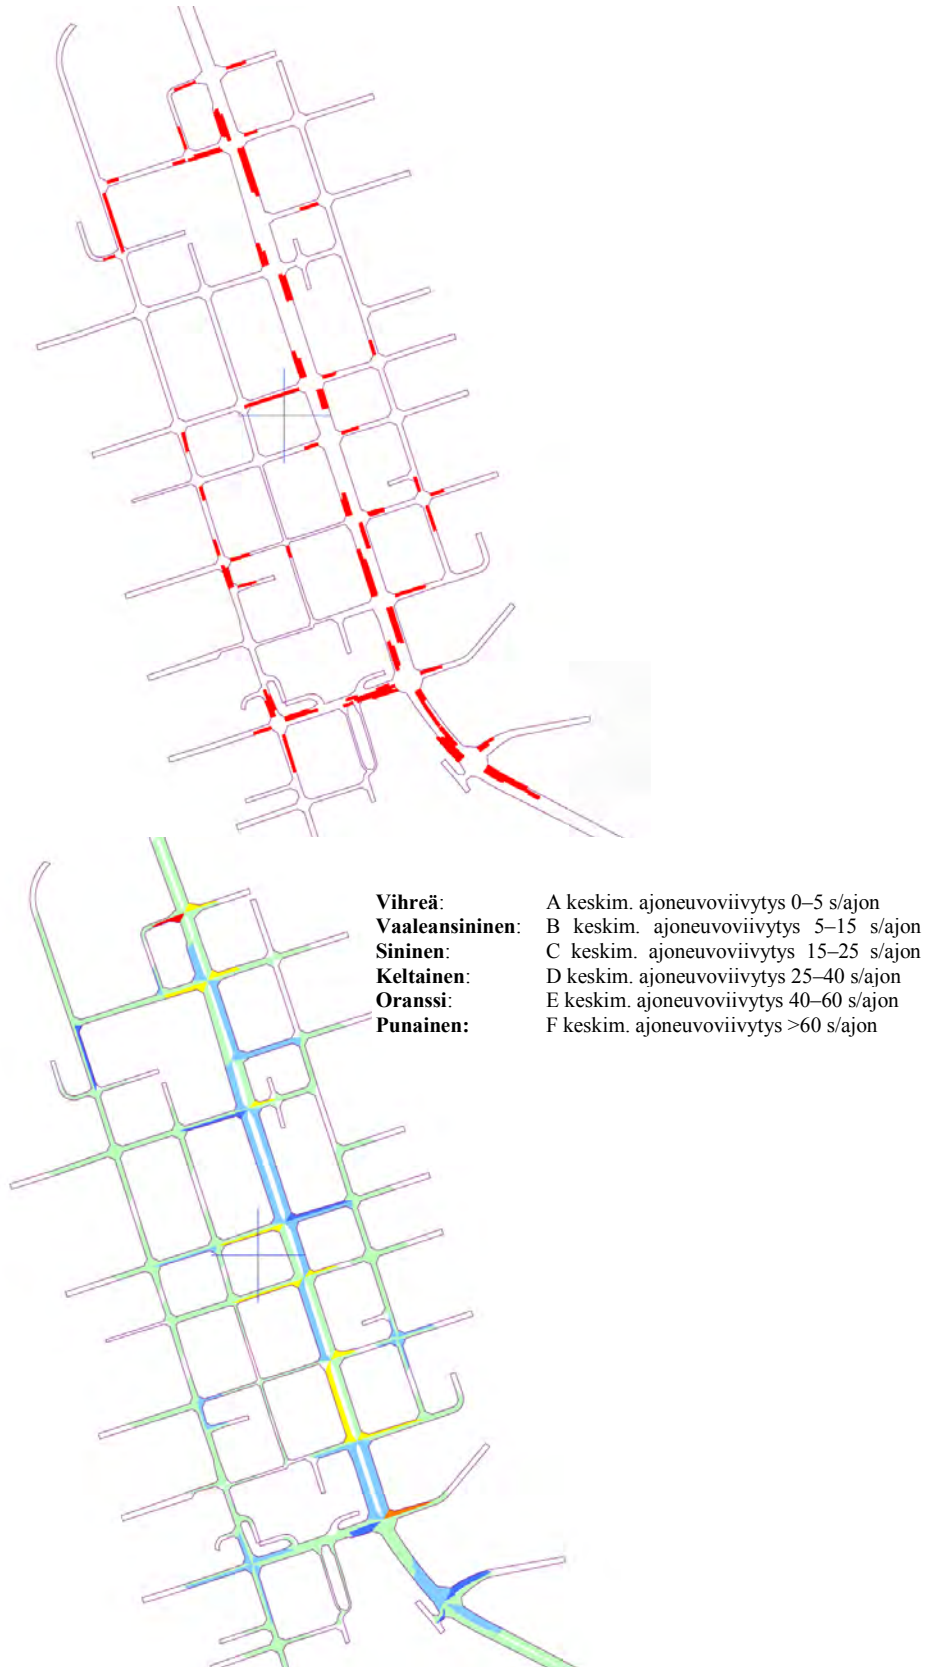 Vihreä: A keskim. ajoneuvoviivytys 0–5 s/ajon
Vaaleansininen: B keskim. ajoneuvoviivytys 5–15 s/ajon
Sininen: C keskim. ajoneuvoviivytys 15–25 s/ajon
Keltainen: D keskim. ajoneuvoviivytys 25–40 s/ajon
Oranssi: E keskim. ajoneuvoviivytys 40–60 s/ajon
Punainen: F keskim. ajoneuvoviivytys >60 s/ajon